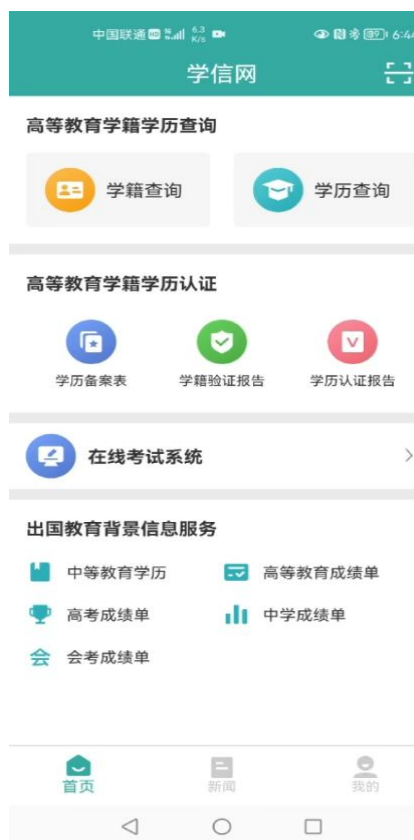 中国联通 HD 6.3 K/s 89 6:44
学信网
高等教育学籍学历查询
学籍查询 学历查询
高等教育学籍学历认证
学历备案表 学籍验证报告 学历认证报告
在线考试系统
出国教育背景信息服务
中等教育学历 高等教育成绩单
高考成绩单 中学成绩单
会 会考成绩单
首页 新闻 我的